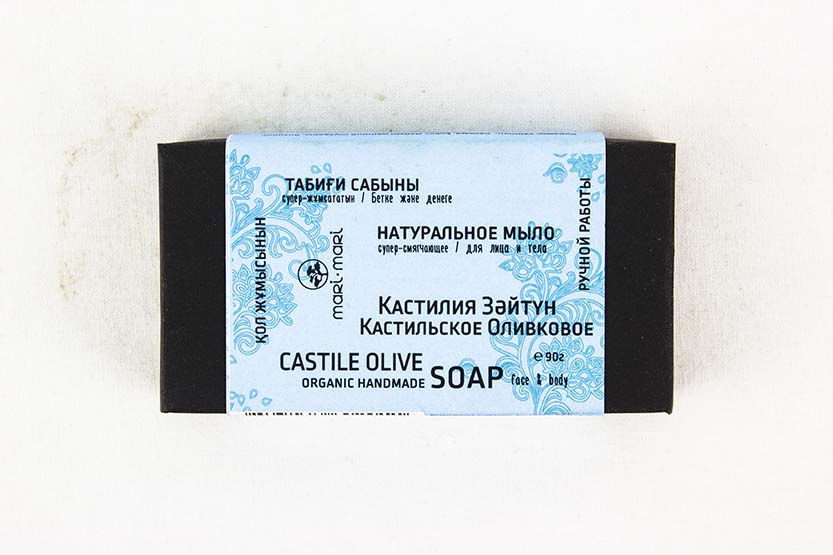 ТАБИҒИ САБЫНЫ
супер-жұмсататын / Бетке және денеге
НАТУРАЛЬНОЕ МЫЛО
супер-смягчающее / для лица и тела
ҚОЛ ЖҰМЫСЫНЫН
mari·mari
РУЧНОЙ РАБОТЫ
КАСТИЛИЯ ЗӘЙТҮН
КАСТИЛЬСКОЕ ОЛИВКОВОЕ
CASTILE OLIVE
ORGANIC HANDMADE SOAP face & body
℮ 90г